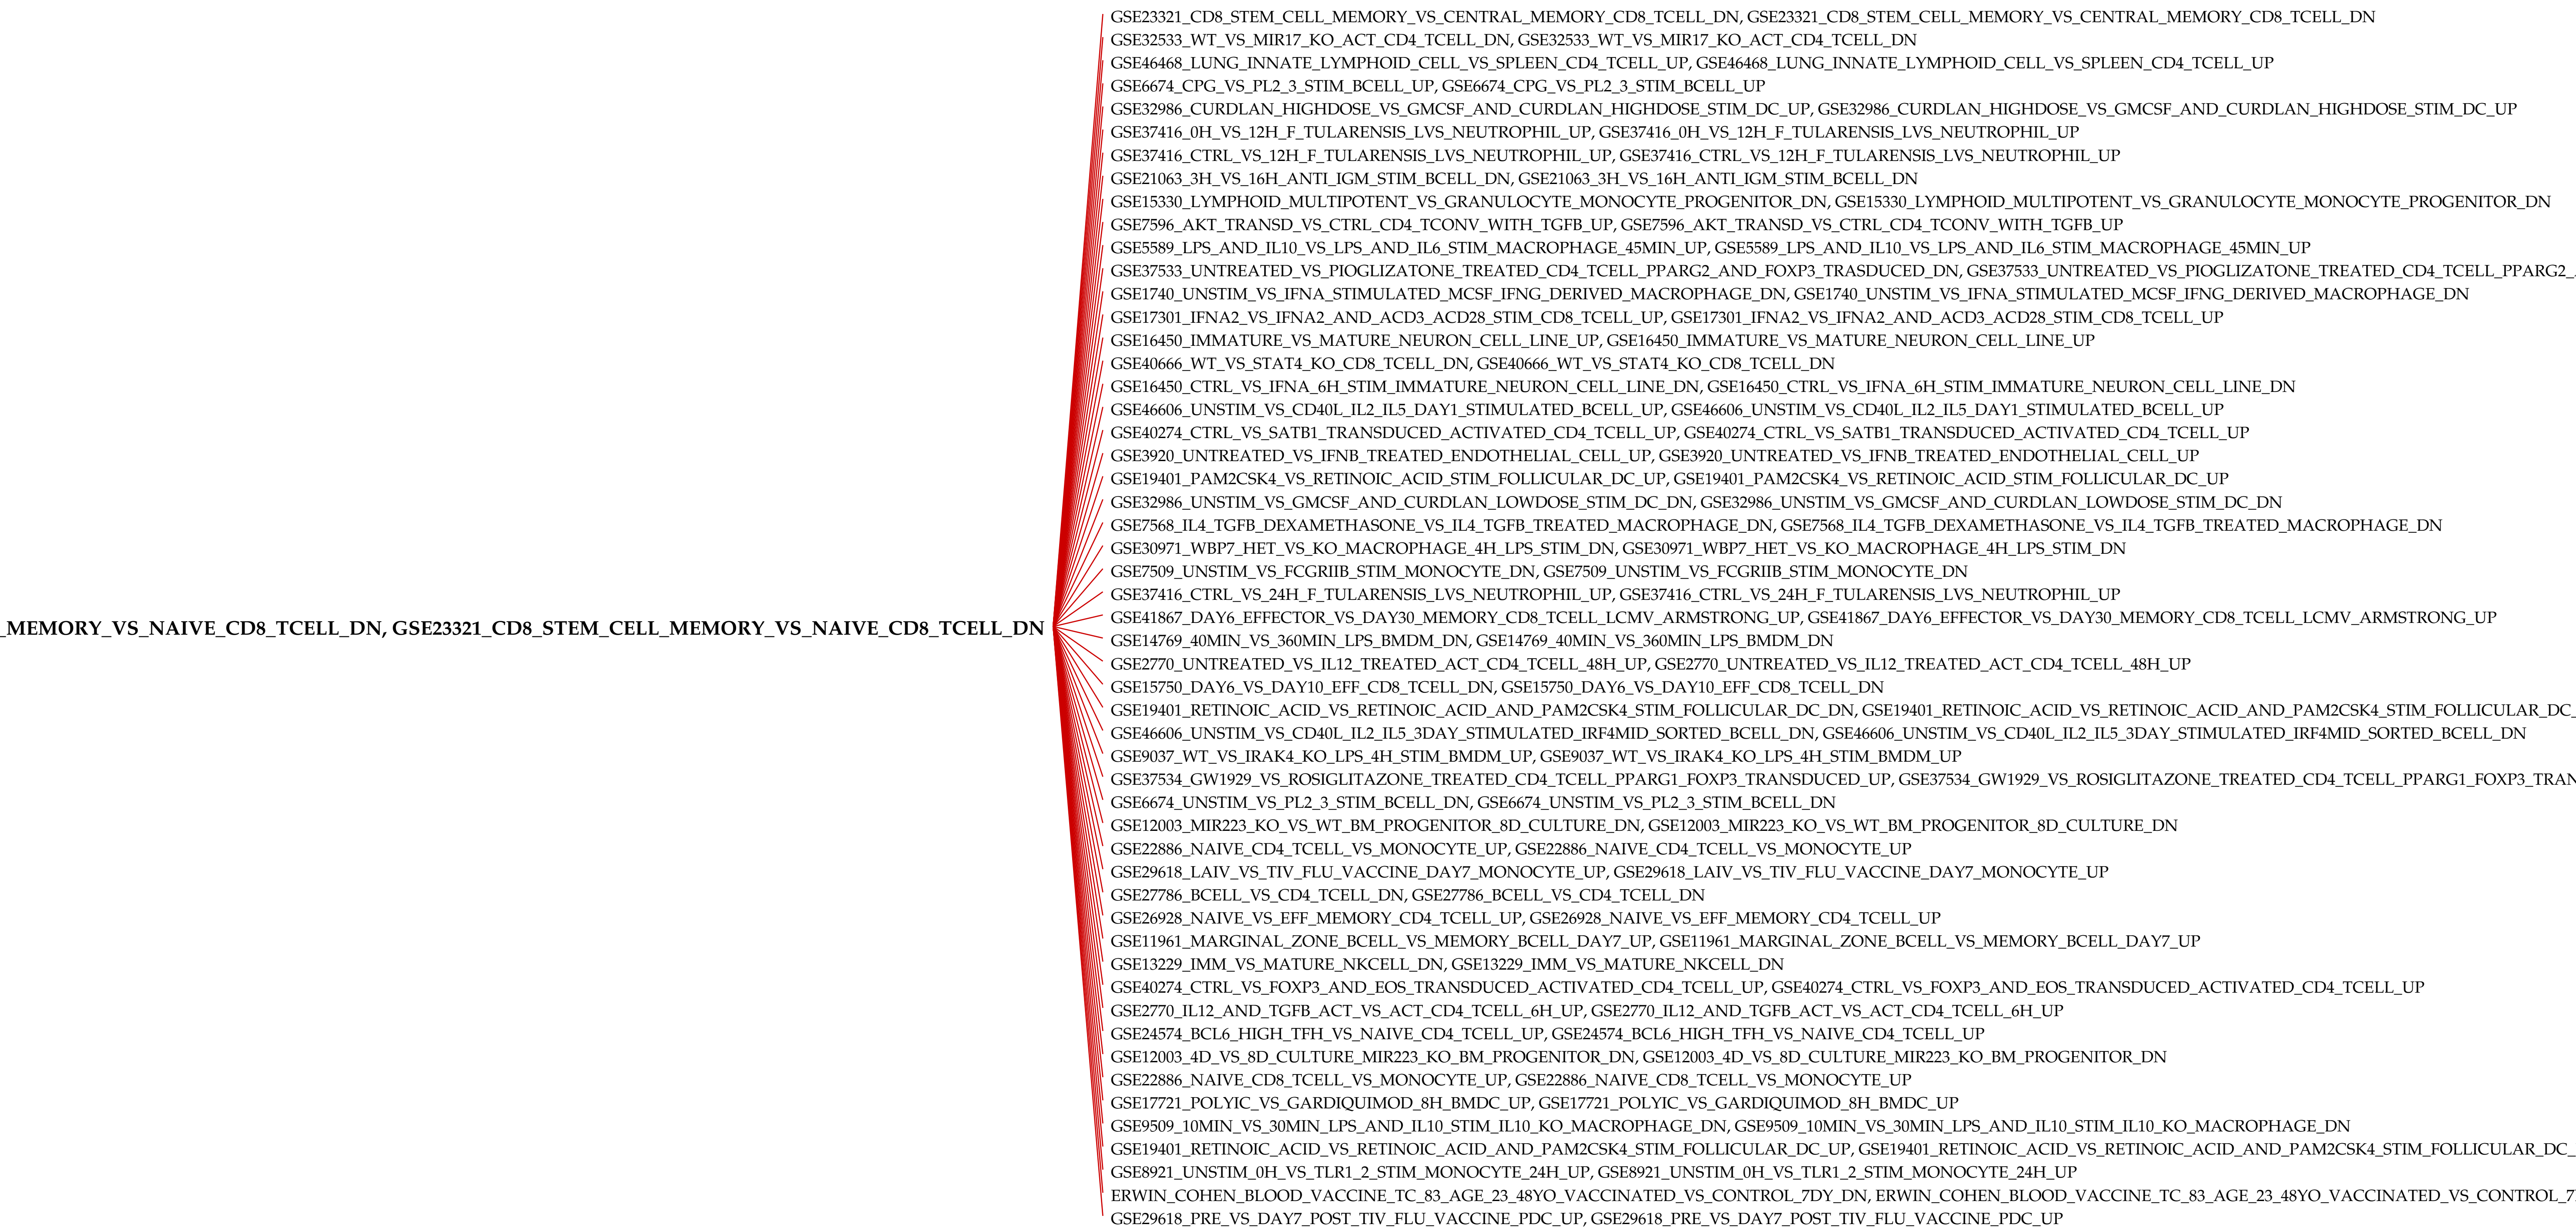 GSE23321_CD8_STEM_CELL_MEMORY_VS_CENTRAL_MEMORY_CD8_TCELL_DN, GSE23321_CD8_STEM_CELL_MEMORY_VS_CENTRAL_MEMORY_CD8_TCELL_DN
GSE32533_WT_VS_MIR17_KO_ACT_CD4_TCELL_DN, GSE32533_WT_VS_MIR17_KO_ACT_CD4_TCELL_DN
GSE46468_LUNG_INNATE_LYMPHOID_CELL_VS_SPLEEN_CD4_TCELL_UP, GSE46468_LUNG_INNATE_LYMPHOID_CELL_VS_SPLEEN_CD4_TCELL_UP
GSE6674_CPG_VS_PL2_3_STIM_BCELL_UP, GSE6674_CPG_VS_PL2_3_STIM_BCELL_UP
GSE32986_CURDLAN_HIGHDOSE_VS_GMCSF_AND_CURDLAN_HIGHDOSE_STIM_DC_UP, GSE32986_CURDLAN_HIGHDOSE_VS_GMCSF_AND_CURDLAN_HIGHDOSE_STIM_DC_UP
GSE37416_0H_VS_12H_F_TULARENSIS_LVS_NEUTROPHIL_UP, GSE37416_0H_VS_12H_F_TULARENSIS_LVS_NEUTROPHIL_UP
GSE37416_CTRL_VS_12H_F_TULARENSIS_LVS_NEUTROPHIL_UP, GSE37416_CTRL_VS_12H_F_TULARENSIS_LVS_NEUTROPHIL_UP
GSE21063_3H_VS_16H_ANTI_IGM_STIM_BCELL_DN, GSE21063_3H_VS_16H_ANTI_IGM_STIM_BCELL_DN
GSE15330_LYMPHOID_MULTIPOTENT_VS_GRANULOCYTE_MONOCYTE_PROGENITOR_DN, GSE15330_LYMPHOID_MULTIPOTENT_VS_GRANULOCYTE_MONOCYTE_PROGENITOR_DN
GSE7596_AKT_TRANSD_VS_CTRL_CD4_TCONV_WITH_TGFB_UP, GSE7596_AKT_TRANSD_VS_CTRL_CD4_TCONV_WITH_TGFB_UP
GSE5589_LPS_AND_IL10_VS_LPS_AND_IL6_STIM_MACROPHAGE_45MIN_UP, GSE5589_LPS_AND_IL10_VS_LPS_AND_IL6_STIM_MACROPHAGE_45MIN_UP
GSE37533_UNTREATED_VS_PIOGLIZATONE_TREATED_CD4_TCELL_PPARG2_AND_FOXP3_TRASDUCED_DN, GSE37533_UNTREATED_VS_PIOGLIZATONE_TREATED_CD4_TCELL_PPARG2_
GSE1740_UNSTIM_VS_IFNA_STIMULATED_MCSF_IFNG_DERIVED_MACROPHAGE_DN, GSE1740_UNSTIM_VS_IFNA_STIMULATED_MCSF_IFNG_DERIVED_MACROPHAGE_DN
GSE17301_IFNA2_VS_IFNA2_AND_ACD3_ACD28_STIM_CD8_TCELL_UP, GSE17301_IFNA2_VS_IFNA2_AND_ACD3_ACD28_STIM_CD8_TCELL_UP
GSE16450_IMMATURE_VS_MATURE_NEURON_CELL_LINE_UP, GSE16450_IMMATURE_VS_MATURE_NEURON_CELL_LINE_UP
GSE40666_WT_VS_STAT4_KO_CD8_TCELL_DN, GSE40666_WT_VS_STAT4_KO_CD8_TCELL_DN
GSE16450_CTRL_VS_IFNA_6H_STIM_IMMATURE_NEURON_CELL_LINE_DN, GSE16450_CTRL_VS_IFNA_6H_STIM_IMMATURE_NEURON_CELL_LINE_DN
GSE46606_UNSTIM_VS_CD40L_IL2_IL5_DAY1_STIMULATED_BCELL_UP, GSE46606_UNSTIM_VS_CD40L_IL2_IL5_DAY1_STIMULATED_BCELL_UP
GSE40274_CTRL_VS_SATB1_TRANSDUCED_ACTIVATED_CD4_TCELL_UP, GSE40274_CTRL_VS_SATB1_TRANSDUCED_ACTIVATED_CD4_TCELL_UP
GSE3920_UNTREATED_VS_IFNB_TREATED_ENDOTHELIAL_CELL_UP, GSE3920_UNTREATED_VS_IFNB_TREATED_ENDOTHELIAL_CELL_UP
GSE19401_PAM2CSK4_VS_RETINOIC_ACID_STIM_FOLLICULAR_DC_UP, GSE19401_PAM2CSK4_VS_RETINOIC_ACID_STIM_FOLLICULAR_DC_UP
GSE32986_UNSTIM_VS_GMCSF_AND_CURDLAN_LOWDOSE_STIM_DC_DN, GSE32986_UNSTIM_VS_GMCSF_AND_CURDLAN_LOWDOSE_STIM_DC_DN
GSE7568_IL4_TGFB_DEXAMETHASONE_VS_IL4_TGFB_TREATED_MACROPHAGE_DN, GSE7568_IL4_TGFB_DEXAMETHASONE_VS_IL4_TGFB_TREATED_MACROPHAGE_DN
GSE30971_WBP7_HET_VS_KO_MACROPHAGE_4H_LPS_STIM_DN, GSE30971_WBP7_HET_VS_KO_MACROPHAGE_4H_LPS_STIM_DN
GSE7509_UNSTIM_VS_FCGRIIB_STIM_MONOCYTE_DN, GSE7509_UNSTIM_VS_FCGRIIB_STIM_MONOCYTE_DN
GSE37416_CTRL_VS_24H_F_TULARENSIS_LVS_NEUTROPHIL_UP, GSE37416_CTRL_VS_24H_F_TULARENSIS_LVS_NEUTROPHIL_UP
GSE41867_DAY6_EFFECTOR_VS_DAY30_MEMORY_CD8_TCELL_LCMV_ARMSTRONG_UP, GSE41867_DAY6_EFFECTOR_VS_DAY30_MEMORY_CD8_TCELL_LCMV_ARMSTRONG_UP
_MEMORY_VS_NAIVE_CD8_TCELL_DN, GSE23321_CD8_STEM_CELL_MEMORY_VS_NAIVE_CD8_TCELL_DN
GSE14769_40MIN_VS_360MIN_LPS_BMDM_DN, GSE14769_40MIN_VS_360MIN_LPS_BMDM_DN
GSE2770_UNTREATED_VS_IL12_TREATED_ACT_CD4_TCELL_48H_UP, GSE2770_UNTREATED_VS_IL12_TREATED_ACT_CD4_TCELL_48H_UP
GSE15750_DAY6_VS_DAY10_EFF_CD8_TCELL_DN, GSE15750_DAY6_VS_DAY10_EFF_CD8_TCELL_DN
GSE19401_RETINOIC_ACID_VS_RETINOIC_ACID_AND_PAM2CSK4_STIM_FOLLICULAR_DC_DN, GSE19401_RETINOIC_ACID_VS_RETINOIC_ACID_AND_PAM2CSK4_STIM_FOLLICULAR_DC_
GSE46606_UNSTIM_VS_CD40L_IL2_IL5_3DAY_STIMULATED_IRF4MID_SORTED_BCELL_DN, GSE46606_UNSTIM_VS_CD40L_IL2_IL5_3DAY_STIMULATED_IRF4MID_SORTED_BCELL_DN
GSE9037_WT_VS_IRAK4_KO_LPS_4H_STIM_BMDM_UP, GSE9037_WT_VS_IRAK4_KO_LPS_4H_STIM_BMDM_UP
GSE37534_GW1929_VS_ROSIGLITAZONE_TREATED_CD4_TCELL_PPARG1_FOXP3_TRANSDUCED_UP, GSE37534_GW1929_VS_ROSIGLITAZONE_TREATED_CD4_TCELL_PPARG1_FOXP3_TRAN
GSE6674_UNSTIM_VS_PL2_3_STIM_BCELL_DN, GSE6674_UNSTIM_VS_PL2_3_STIM_BCELL_DN
GSE12003_MIR223_KO_VS_WT_BM_PROGENITOR_8D_CULTURE_DN, GSE12003_MIR223_KO_VS_WT_BM_PROGENITOR_8D_CULTURE_DN
GSE22886_NAIVE_CD4_TCELL_VS_MONOCYTE_UP, GSE22886_NAIVE_CD4_TCELL_VS_MONOCYTE_UP
GSE29618_LAIV_VS_TIV_FLU_VACCINE_DAY7_MONOCYTE_UP, GSE29618_LAIV_VS_TIV_FLU_VACCINE_DAY7_MONOCYTE_UP
GSE27786_BCELL_VS_CD4_TCELL_DN, GSE27786_BCELL_VS_CD4_TCELL_DN
GSE26928_NAIVE_VS_EFF_MEMORY_CD4_TCELL_UP, GSE26928_NAIVE_VS_EFF_MEMORY_CD4_TCELL_UP
GSE11961_MARGINAL_ZONE_BCELL_VS_MEMORY_BCELL_DAY7_UP, GSE11961_MARGINAL_ZONE_BCELL_VS_MEMORY_BCELL_DAY7_UP
GSE13229_IMM_VS_MATURE_NKCELL_DN, GSE13229_IMM_VS_MATURE_NKCELL_DN
GSE40274_CTRL_VS_FOXP3_AND_EOS_TRANSDUCED_ACTIVATED_CD4_TCELL_UP, GSE40274_CTRL_VS_FOXP3_AND_EOS_TRANSDUCED_ACTIVATED_CD4_TCELL_UP
GSE2770_IL12_AND_TGFB_ACT_VS_ACT_CD4_TCELL_6H_UP, GSE2770_IL12_AND_TGFB_ACT_VS_ACT_CD4_TCELL_6H_UP
GSE24574_BCL6_HIGH_TFH_VS_NAIVE_CD4_TCELL_UP, GSE24574_BCL6_HIGH_TFH_VS_NAIVE_CD4_TCELL_UP
GSE12003_4D_VS_8D_CULTURE_MIR223_KO_BM_PROGENITOR_DN, GSE12003_4D_VS_8D_CULTURE_MIR223_KO_BM_PROGENITOR_DN
GSE22886_NAIVE_CD8_TCELL_VS_MONOCYTE_UP, GSE22886_NAIVE_CD8_TCELL_VS_MONOCYTE_UP
GSE17721_POLYIC_VS_GARDIQUIMOD_8H_BMDC_UP, GSE17721_POLYIC_VS_GARDIQUIMOD_8H_BMDC_UP
GSE9509_10MIN_VS_30MIN_LPS_AND_IL10_STIM_IL10_KO_MACROPHAGE_DN, GSE9509_10MIN_VS_30MIN_LPS_AND_IL10_STIM_IL10_KO_MACROPHAGE_DN
GSE19401_RETINOIC_ACID_VS_RETINOIC_ACID_AND_PAM2CSK4_STIM_FOLLICULAR_DC_UP, GSE19401_RETINOIC_ACID_VS_RETINOIC_ACID_AND_PAM2CSK4_STIM_FOLLICULAR_DC_
GSE8921_UNSTIM_0H_VS_TLR1_2_STIM_MONOCYTE_24H_UP, GSE8921_UNSTIM_0H_VS_TLR1_2_STIM_MONOCYTE_24H_UP
ERWIN_COHEN_BLOOD_VACCINE_TC_83_AGE_23_48YO_VACCINATED_VS_CONTROL_7DY_DN, ERWIN_COHEN_BLOOD_VACCINE_TC_83_AGE_23_48YO_VACCINATED_VS_CONTROL_7
GSE29618_PRE_VS_DAY7_POST_TIV_FLU_VACCINE_PDC_UP, GSE29618_PRE_VS_DAY7_POST_TIV_FLU_VACCINE_PDC_UP